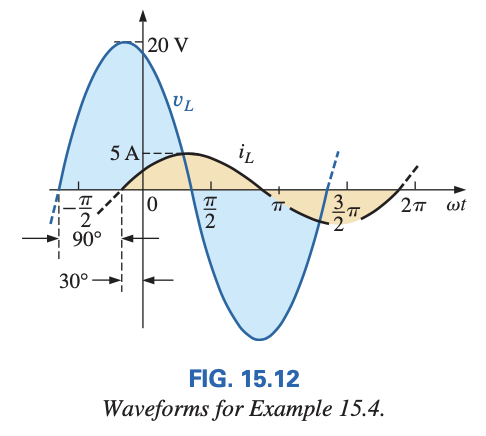 20 V
v_L
5 A
i_L
-π/2
0
π/2
π
3/2 π
2π
ωt
90°
30°
FIG. 15.12
Waveforms for Example 15.4.